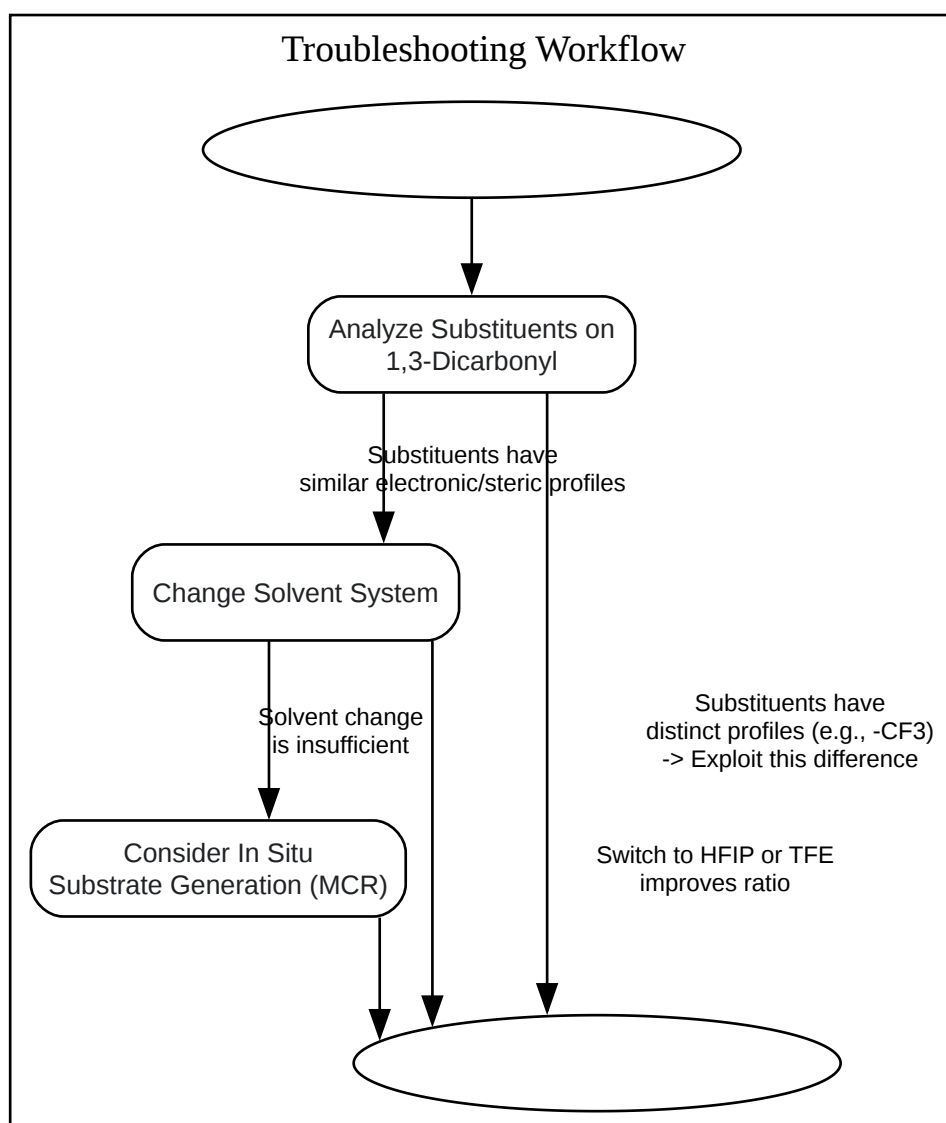 Troubleshooting Workflow
Analyze Substituents on
1,3-Dicarbonyl
Substituents have
similar electronic/steric profiles
Change Solvent System
Solvent change
is insufficient
Substituents have
distinct profiles (e.g., -CF3)
-> Exploit this difference
Consider In Situ
Substrate Generation (MCR)
Switch to HFIP or TFE
improves ratio